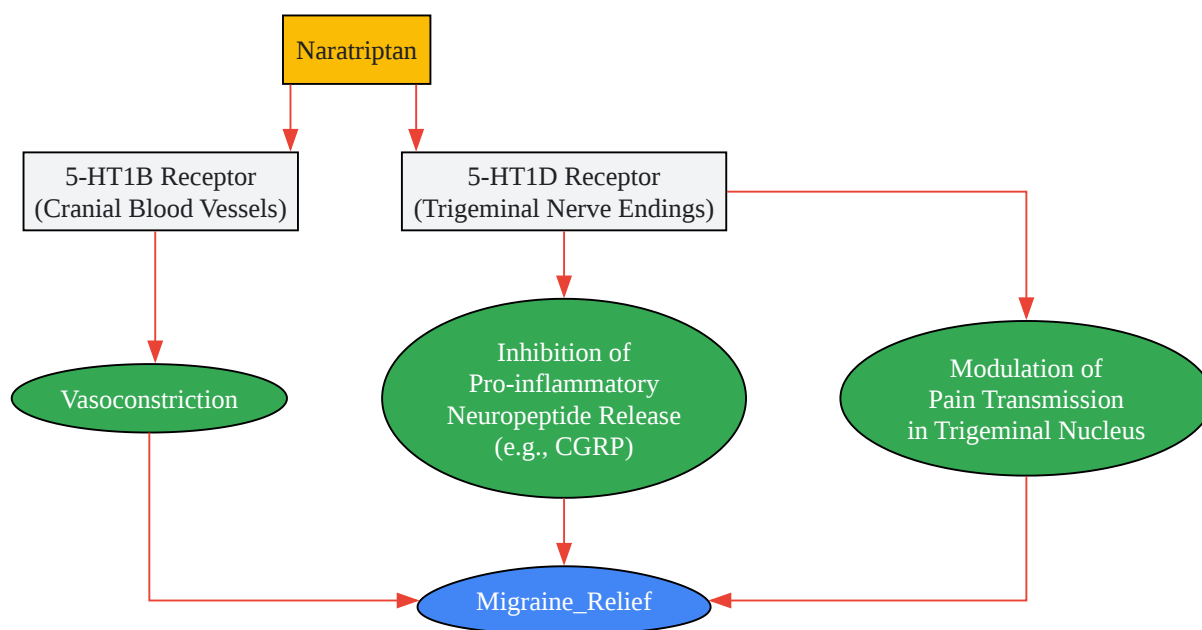 Naratriptan
5-HT1B Receptor
(Cranial Blood Vessels)
5-HT1D Receptor
(Trigeminal Nerve Endings)
Vasoconstriction
Inhibition of
Pro-inflammatory
Neuropeptide Release
(e.g., CGRP)
Modulation of
Pain Transmission
in Trigeminal Nucleus
Migraine_Relief